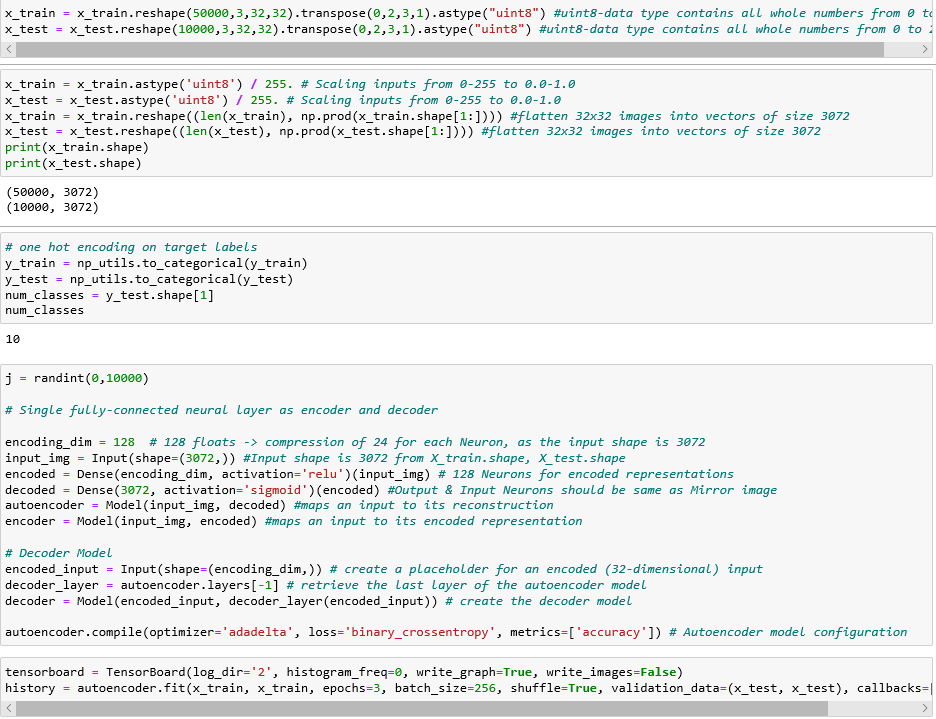 x_train = x_train.reshape(50000,3,32,32).transpose(0,2,3,1).astype("uint8") #uint8-data type contains all whole numbers from 0 to
x_test = x_test.reshape(10000,3,32,32).transpose(0,2,3,1).astype("uint8") #uint8-data type contains all whole numbers from 0 to 2
x_train = x_train.astype('uint8') / 255. # Scaling inputs from 0-255 to 0.0-1.0
x_test = x_test.astype('uint8') / 255. # Scaling inputs from 0-255 to 0.0-1.0
x_train = x_train.reshape((len(x_train), np.prod(x_train.shape[1:]))) #flatten 32x32 images into vectors of size 3072
x_test = x_test.reshape((len(x_test), np.prod(x_test.shape[1:]))) #flatten 32x32 images into vectors of size 3072
print(x_train.shape)
print(x_test.shape)
(50000, 3072)
(10000, 3072)
# one hot encoding on target labels
y_train = np_utils.to_categorical(y_train)
y_test = np_utils.to_categorical(y_test)
num_classes = y_test.shape[1]
num_classes
10
j = randint(0,10000)
# Single fully-connected neural layer as encoder and decoder
encoding_dim = 128  # 128 floats -> compression of 24 for each Neuron, as the input shape is 3072
input_img = Input(shape=(3072,)) #Input shape is 3072 from X_train.shape, X_test.shape
encoded = Dense(encoding_dim, activation='relu')(input_img) # 128 Neurons for encoded representations
decoded = Dense(3072, activation='sigmoid')(encoded) #Output & Input Neurons should be same as Mirror image
autoencoder = Model(input_img, decoded) #maps an input to its reconstruction
encoder = Model(input_img, encoded) #maps an input to its encoded representation
# Decoder Model
encoded_input = Input(shape=(encoding_dim,)) # create a placeholder for an encoded (32-dimensional) input
decoder_layer = autoencoder.layers[-1] # retrieve the last layer of the autoencoder model
decoder = Model(encoded_input, decoder_layer(encoded_input)) # create the decoder model
autoencoder.compile(optimizer='adadelta', loss='binary_crossentropy', metrics=['accuracy']) # Autoencoder model configuration
tensorboard = TensorBoard(log_dir='2', histogram_freq=0, write_graph=True, write_images=False)
history = autoencoder.fit(x_train, x_train, epochs=3, batch_size=256, shuffle=True, validation_data=(x_test, x_test), callbacks=[